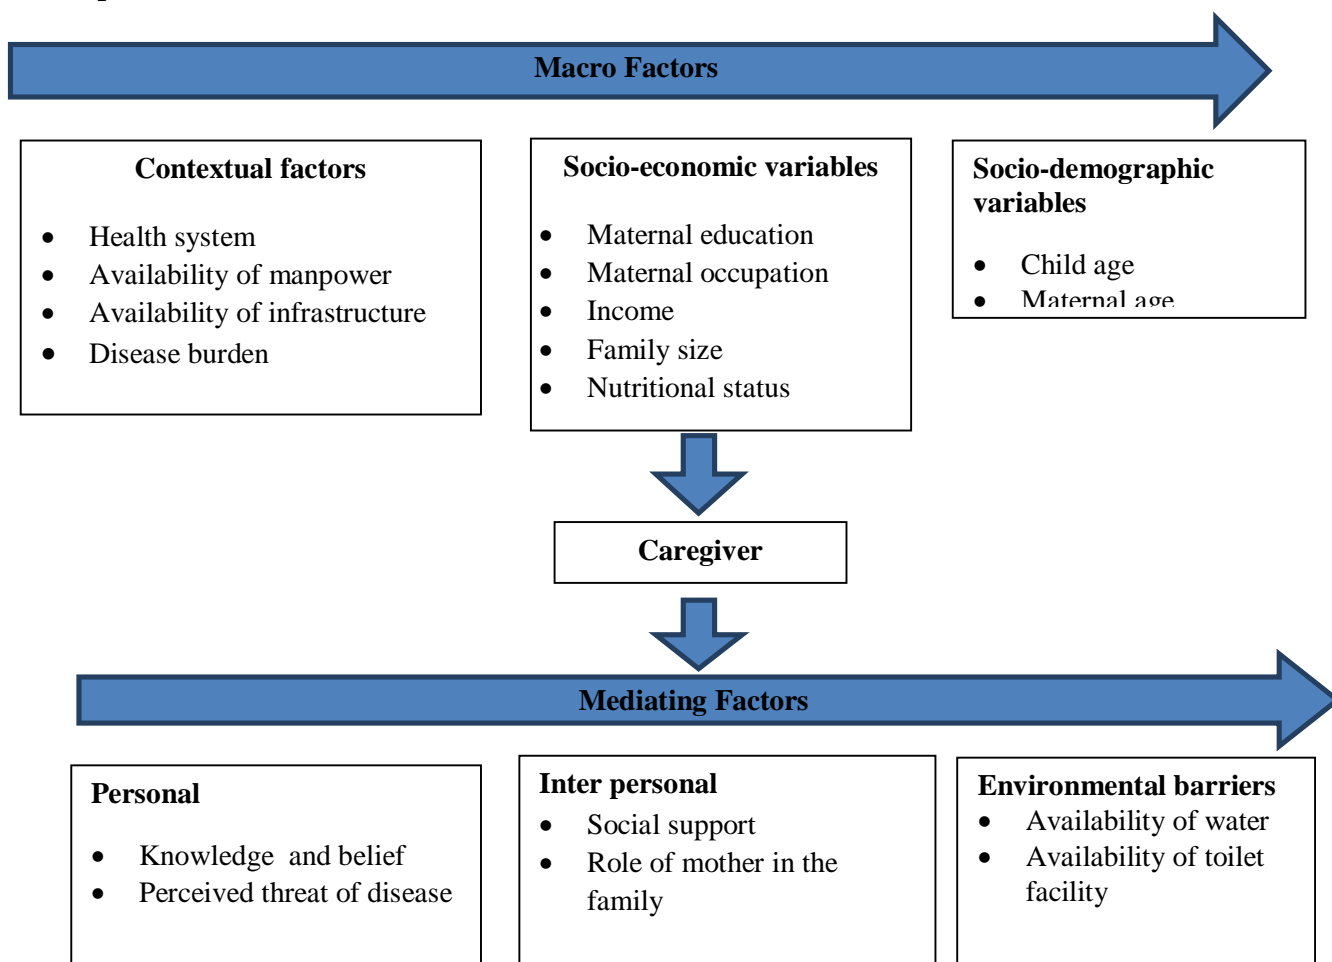 Macro Factors
Contextual factors
• Health system
• Availability of manpower
• Availability of infrastructure
• Disease burden
Socio-economic variables
• Maternal education
• Maternal occupation
• Income
• Family size
• Nutritional status
Socio-demographic
variables
• Child age
• Maternal age
Caregiver
Mediating Factors
Personal
• Knowledge and belief
• Perceived threat of disease
Inter personal
• Social support
• Role of mother in the
family
Environmental barriers
• Availability of water
• Availability of toilet
facility